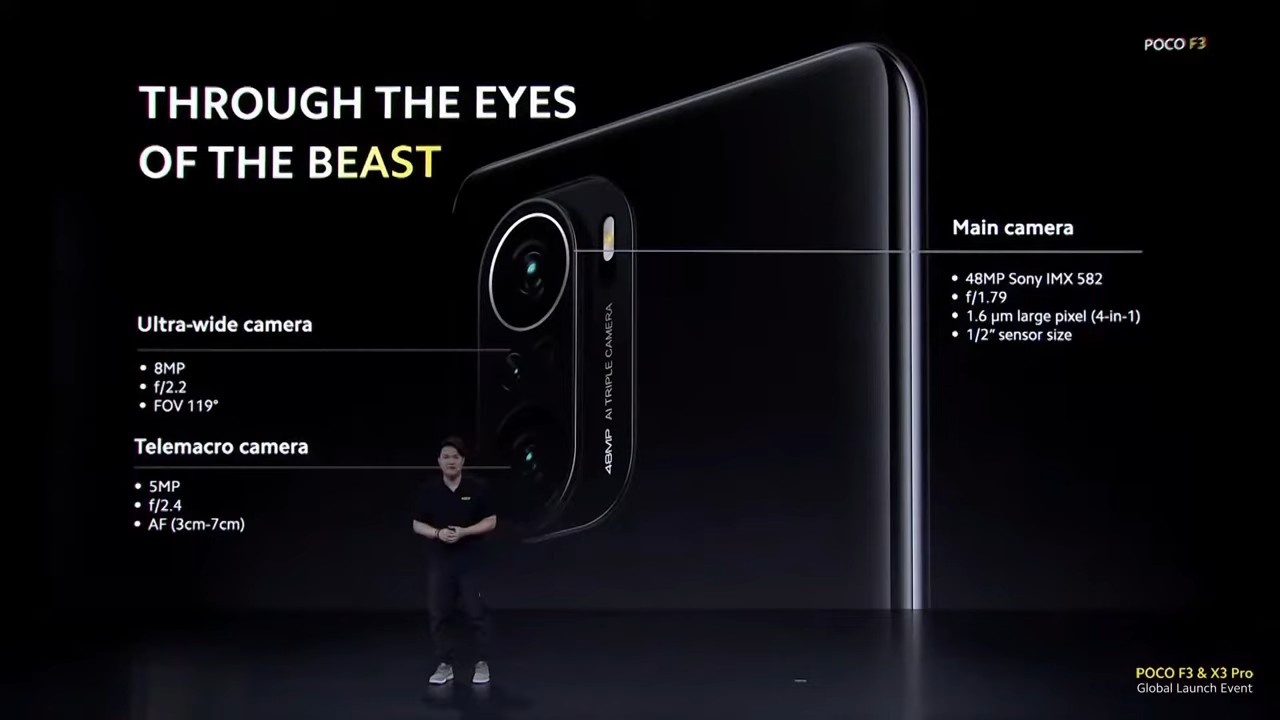 POCO F3
THROUGH THE EYES
OF THE BEAST
Main camera
• 48MP Sony IMX 582
• f/1.79
• 1.6 μm large pixel (4-in-1)
• 1/2" sensor size
Ultra-wide camera
• 8MP
• f/2.2
• FOV 119°
Telemacro camera
• 5MP
• f/2.4
• AF (3cm-7cm)
48MP AI TRIPLE CAMERA
POCO F3 & X3 Pro
Global Launch Event